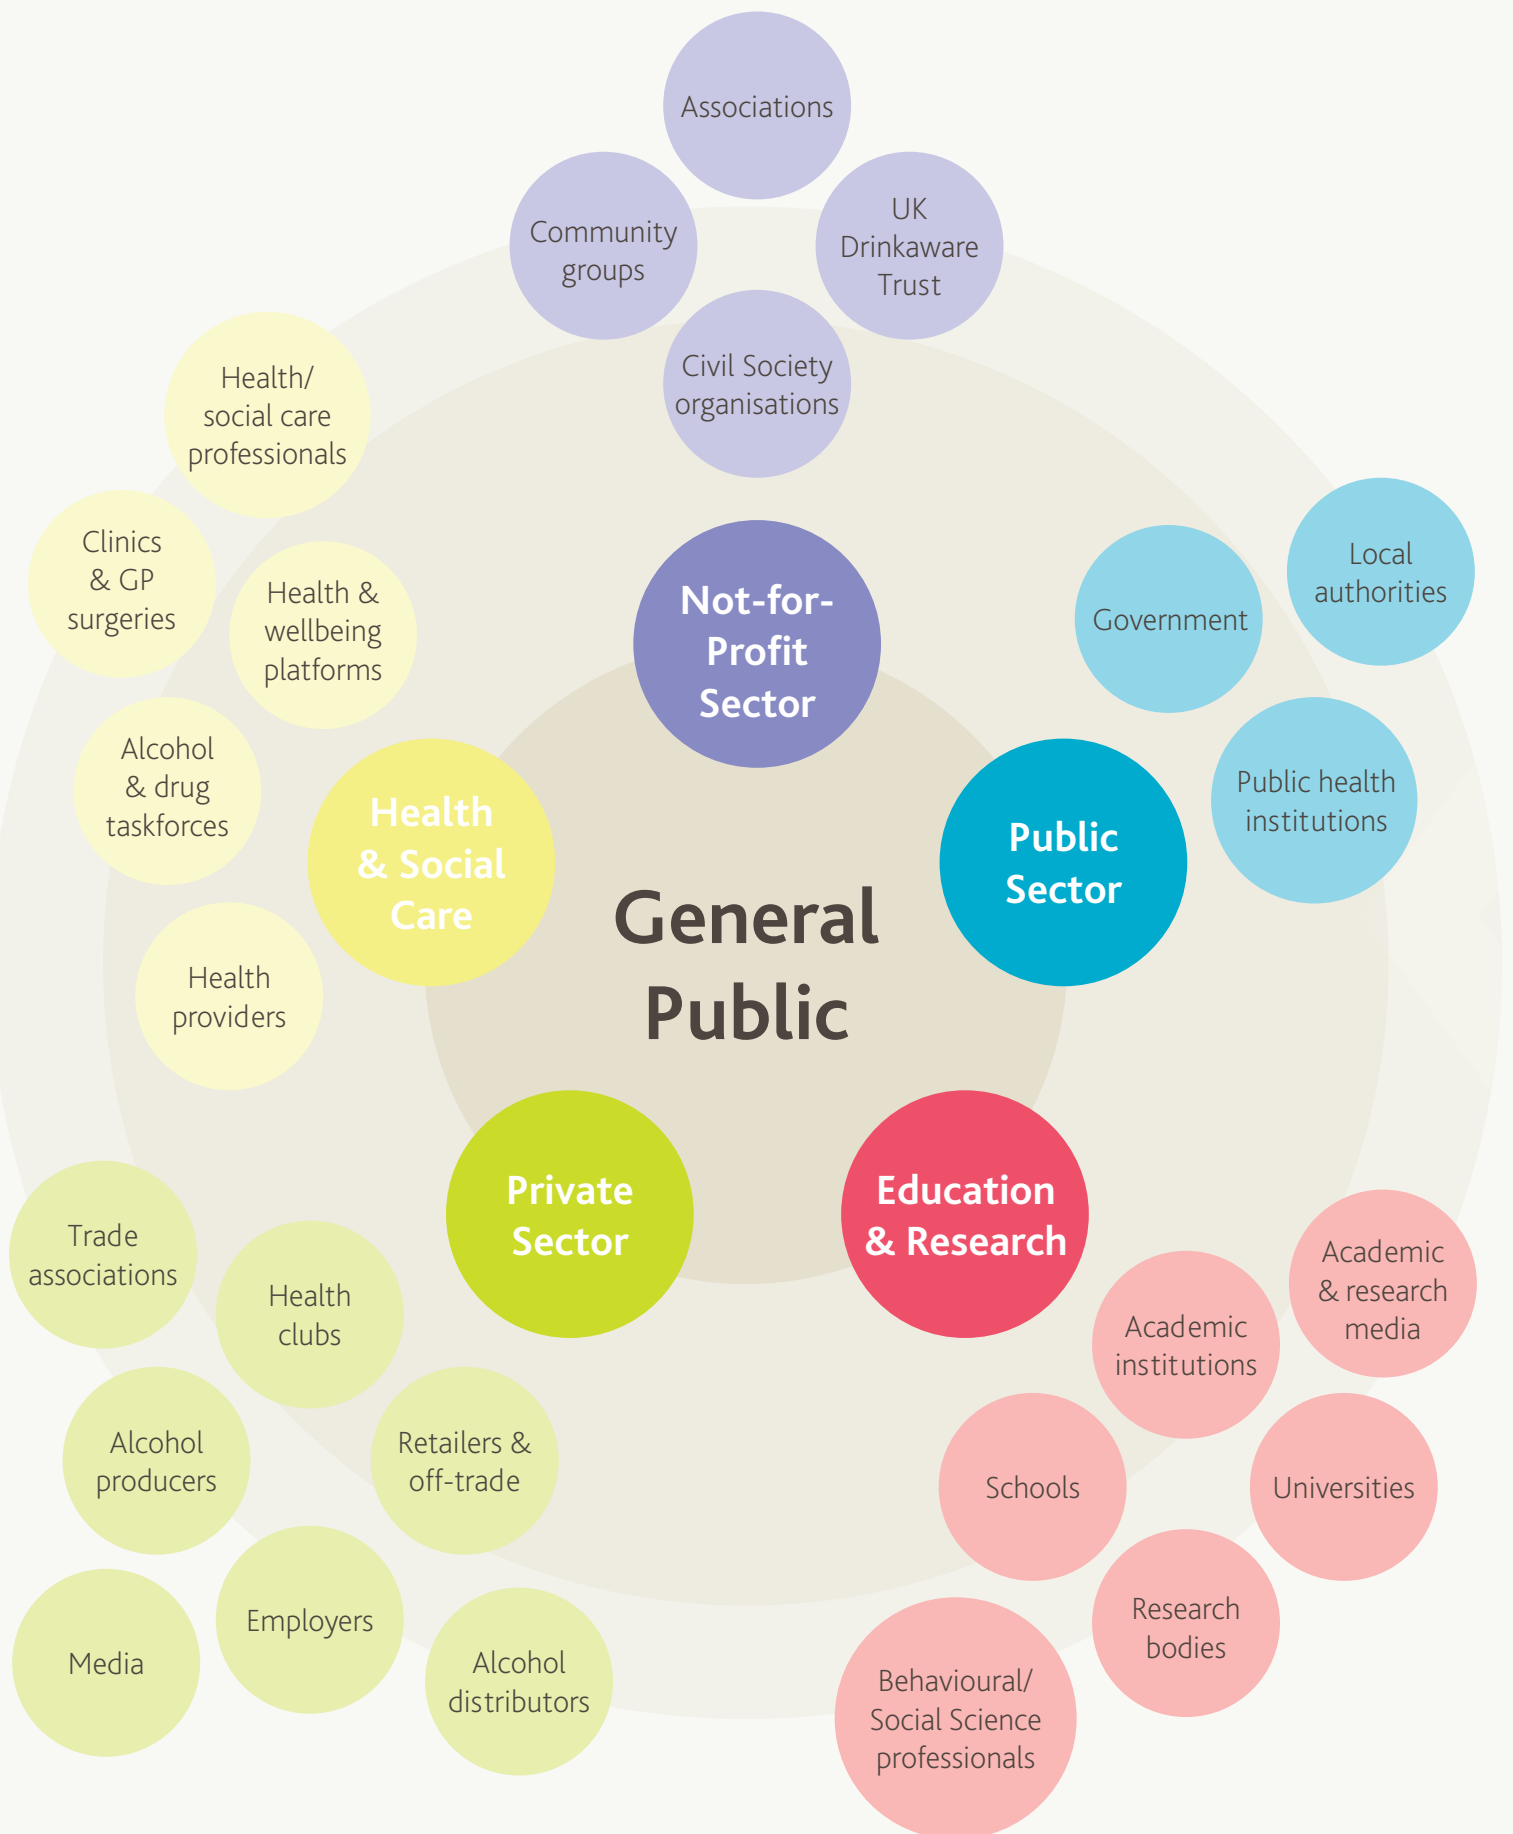 Associations
Community
groups
UK
Drinkaware
Trust
Civil Society
organisations
Health/
social care
professionals
Clinics
& GP
surgeries
Health &
wellbeing
platforms
Alcohol
& drug
taskforces
Health
providers
Not-for-
Profit
Sector
Government
Local
authorities
Public health
institutions
Health
& Social
Care
Public
Sector
General
Public
Private
Sector
Education
& Research
Trade
associations
Health
clubs
Alcohol
producers
Retailers &
off-trade
Media
Employers
Alcohol
distributors
Academic
& research
media
Academic
institutions
Schools
Universities
Research
bodies
Behavioural/
Social Science
professionals